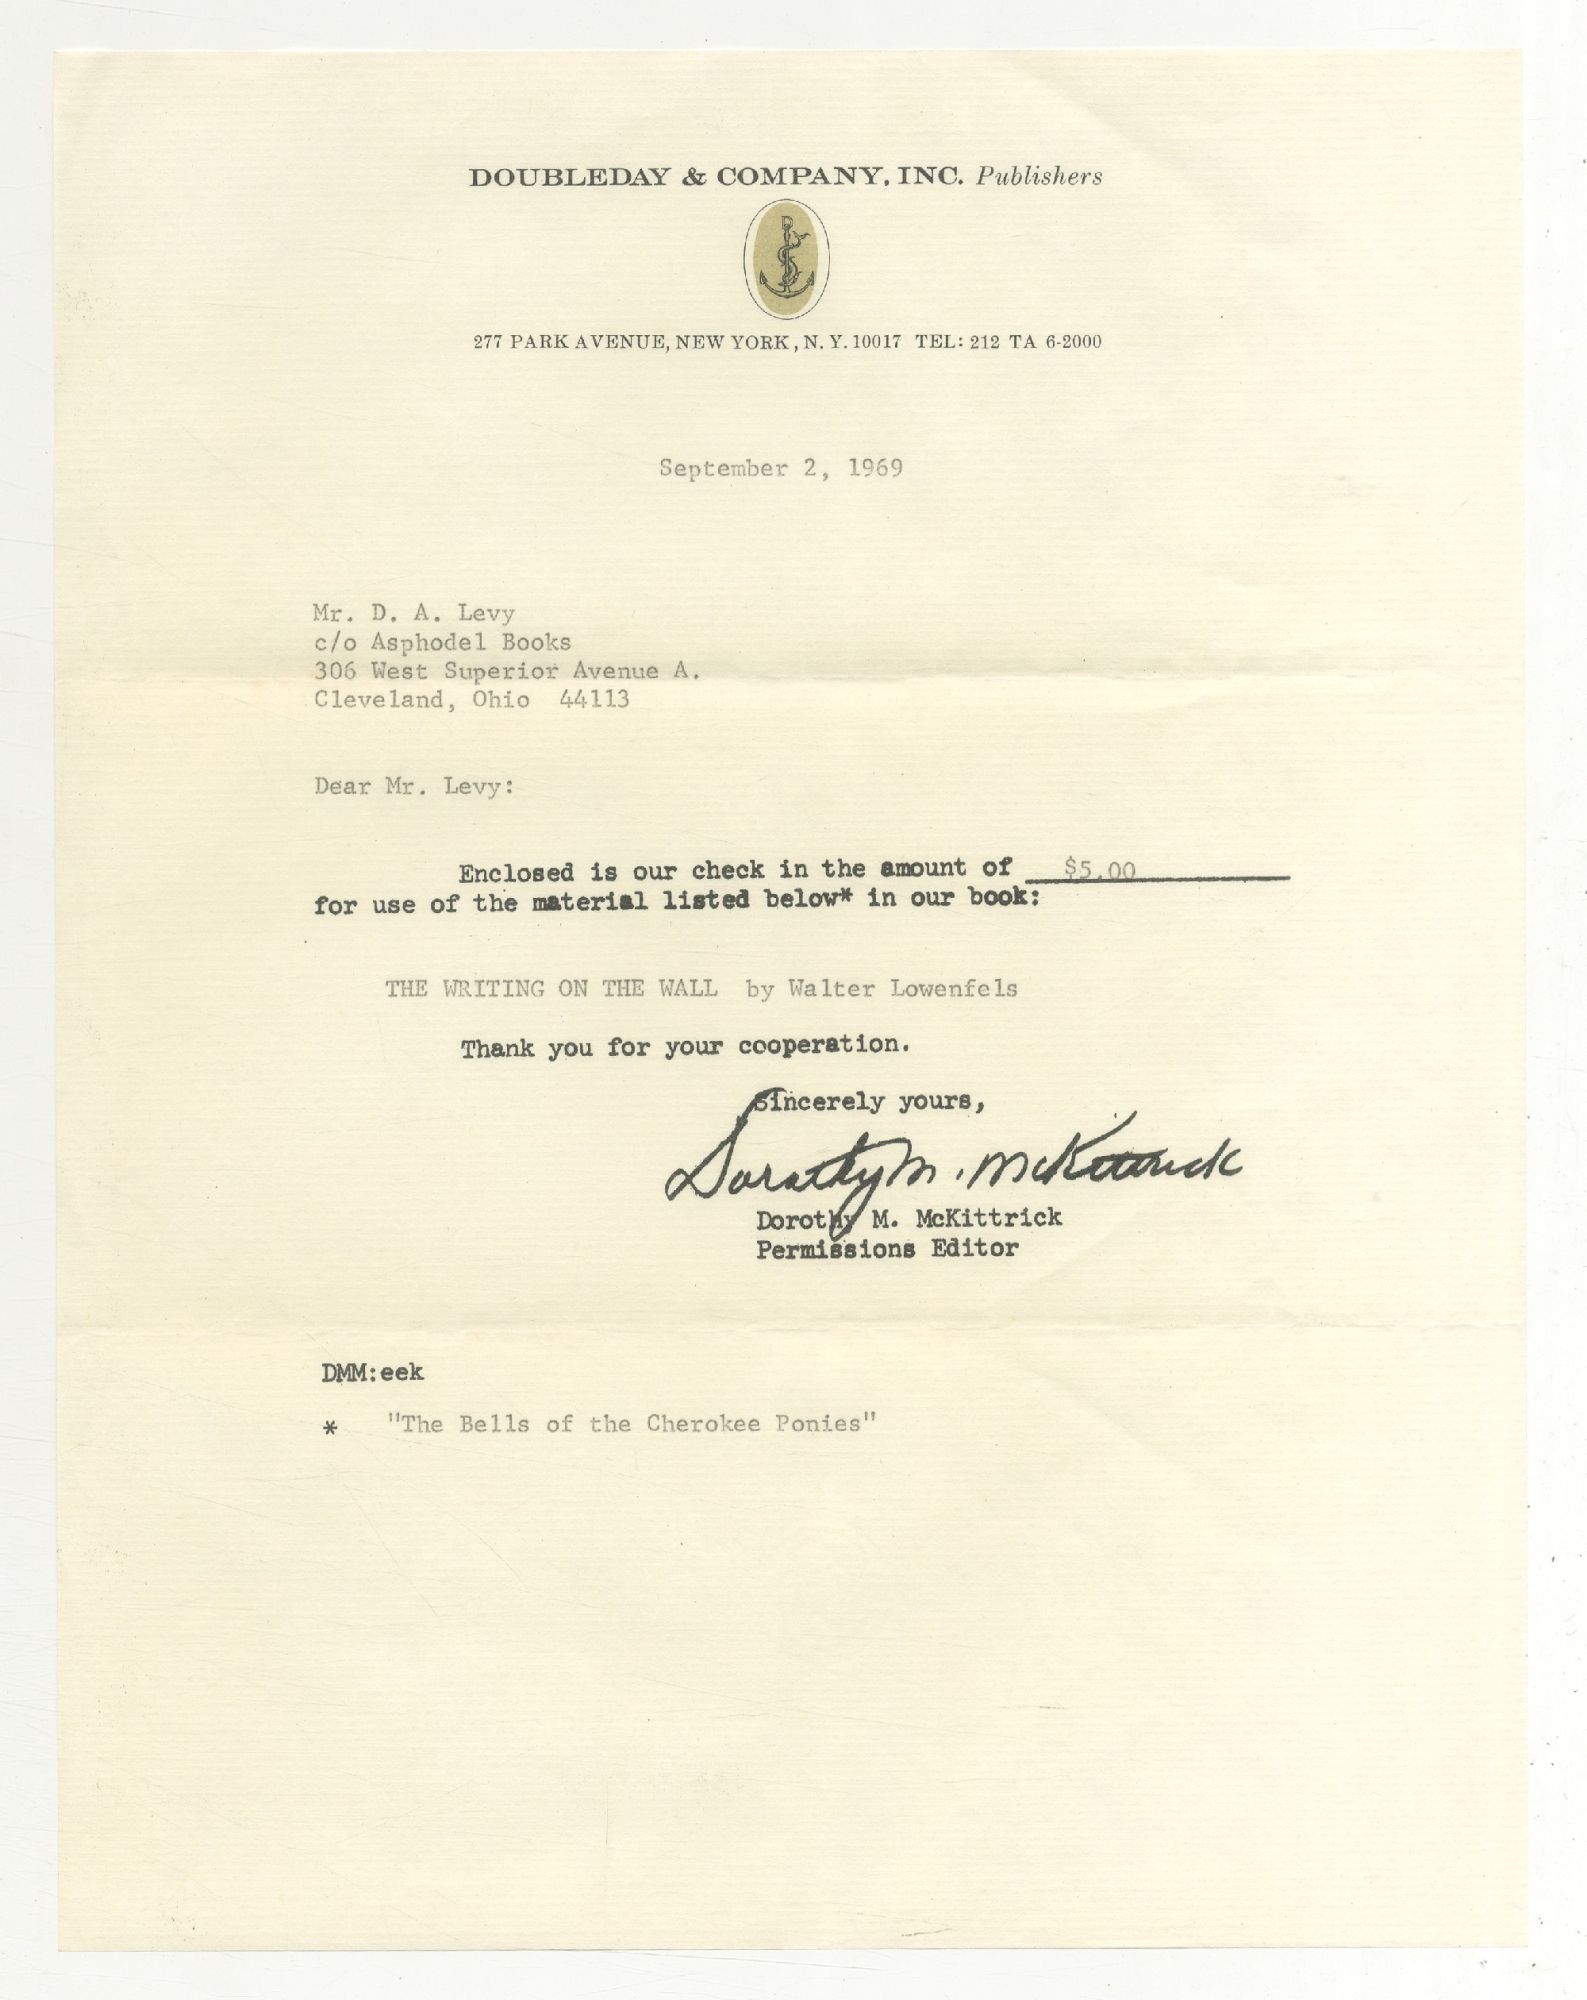 DOUBLEDAY & COMPANY, INC. Publishers
D
277 PARK AVENUE, NEW YORK, N. Y. 10017 TEL: 212 TA 6-2000
September 2, 1969
Mr. D. A. Levy
c/o Asphodel Books
306 West Superior Avenue A.
Cleveland, Ohio 44113
Dear Mr. Levy:
Enclosed is our check in the amount of $5.00
for use of the material listed below* in our book:
THE WRITING ON THE WALL by Walter Lowenfels
Thank you for your cooperation.
Sincerely yours,
Dorothy M. McKittrick
Dorothy M. McKittrick
Permissions Editor
DMM:eek
* "The Bells of the Cherokee Ponies"